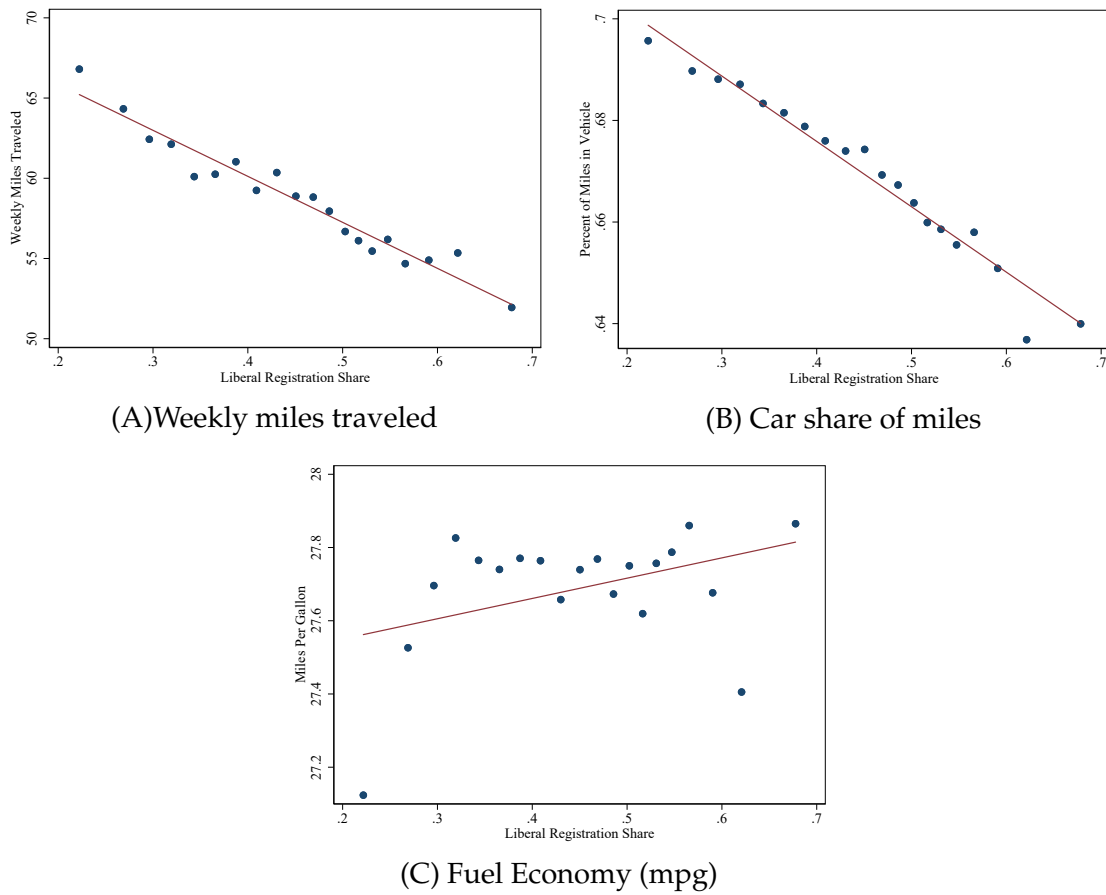 70
65
60
55
50
Weekly Miles Traveled
.2 .3 .4 .5 .6 .7
Liberal Registration Share
(A)Weekly miles traveled
.7
.68
.66
.64
Percent of Miles in Vehicle
.2 .3 .4 .5 .6 .7
Liberal Registration Share
(B) Car share of miles
28
27.8
27.6
27.4
27.2
Miles Per Gallon
.2 .3 .4 .5 .6 .7
Liberal Registration Share
(C) Fuel Economy (mpg)